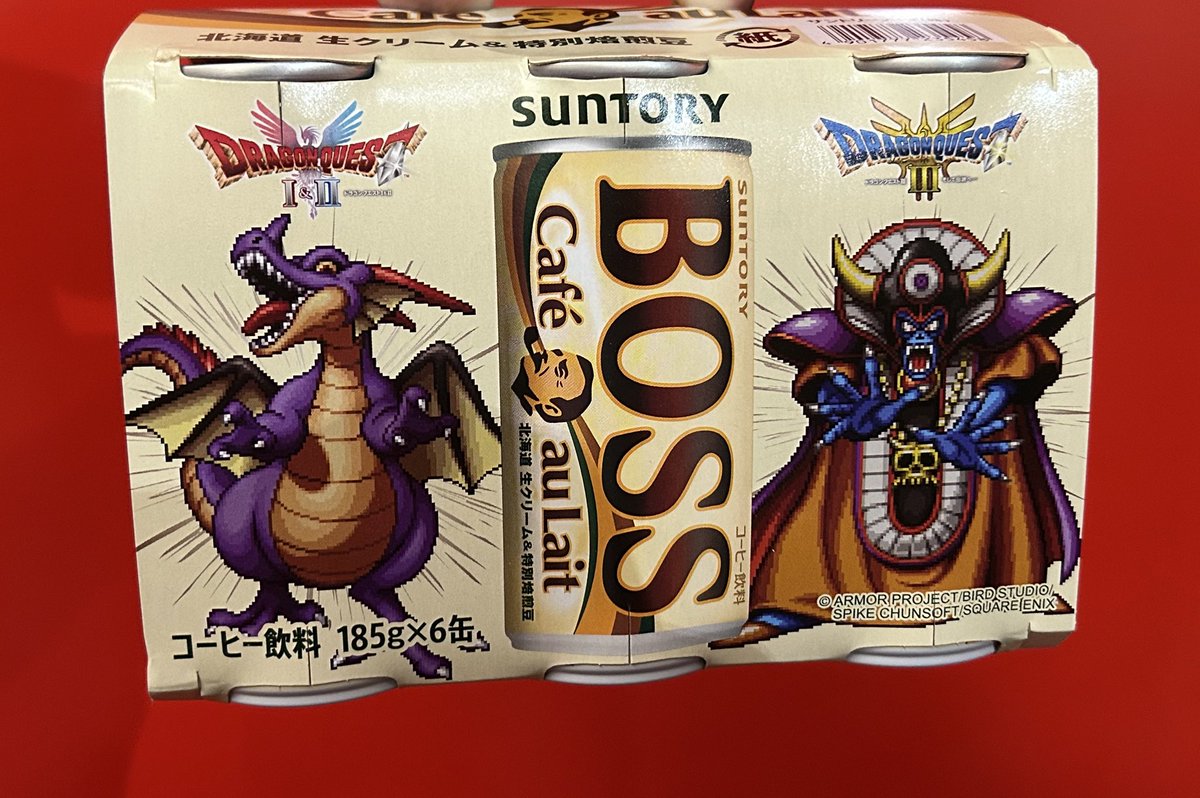 Café au Lait
北海道 生クリーム&特別焙煎豆
紙
SUNTORY
DRAGON QUEST
I&II
DRAGON QUEST
III
SUNTORY
BOSS
コーヒー飲料
Café au Lait
北海道 生クリーム&特別焙煎豆
コーヒー飲料 185g×6缶
© ARMOR PROJECT/BIRD STUDIO/
SPIKE CHUNSOFT/SQUARE ENIX